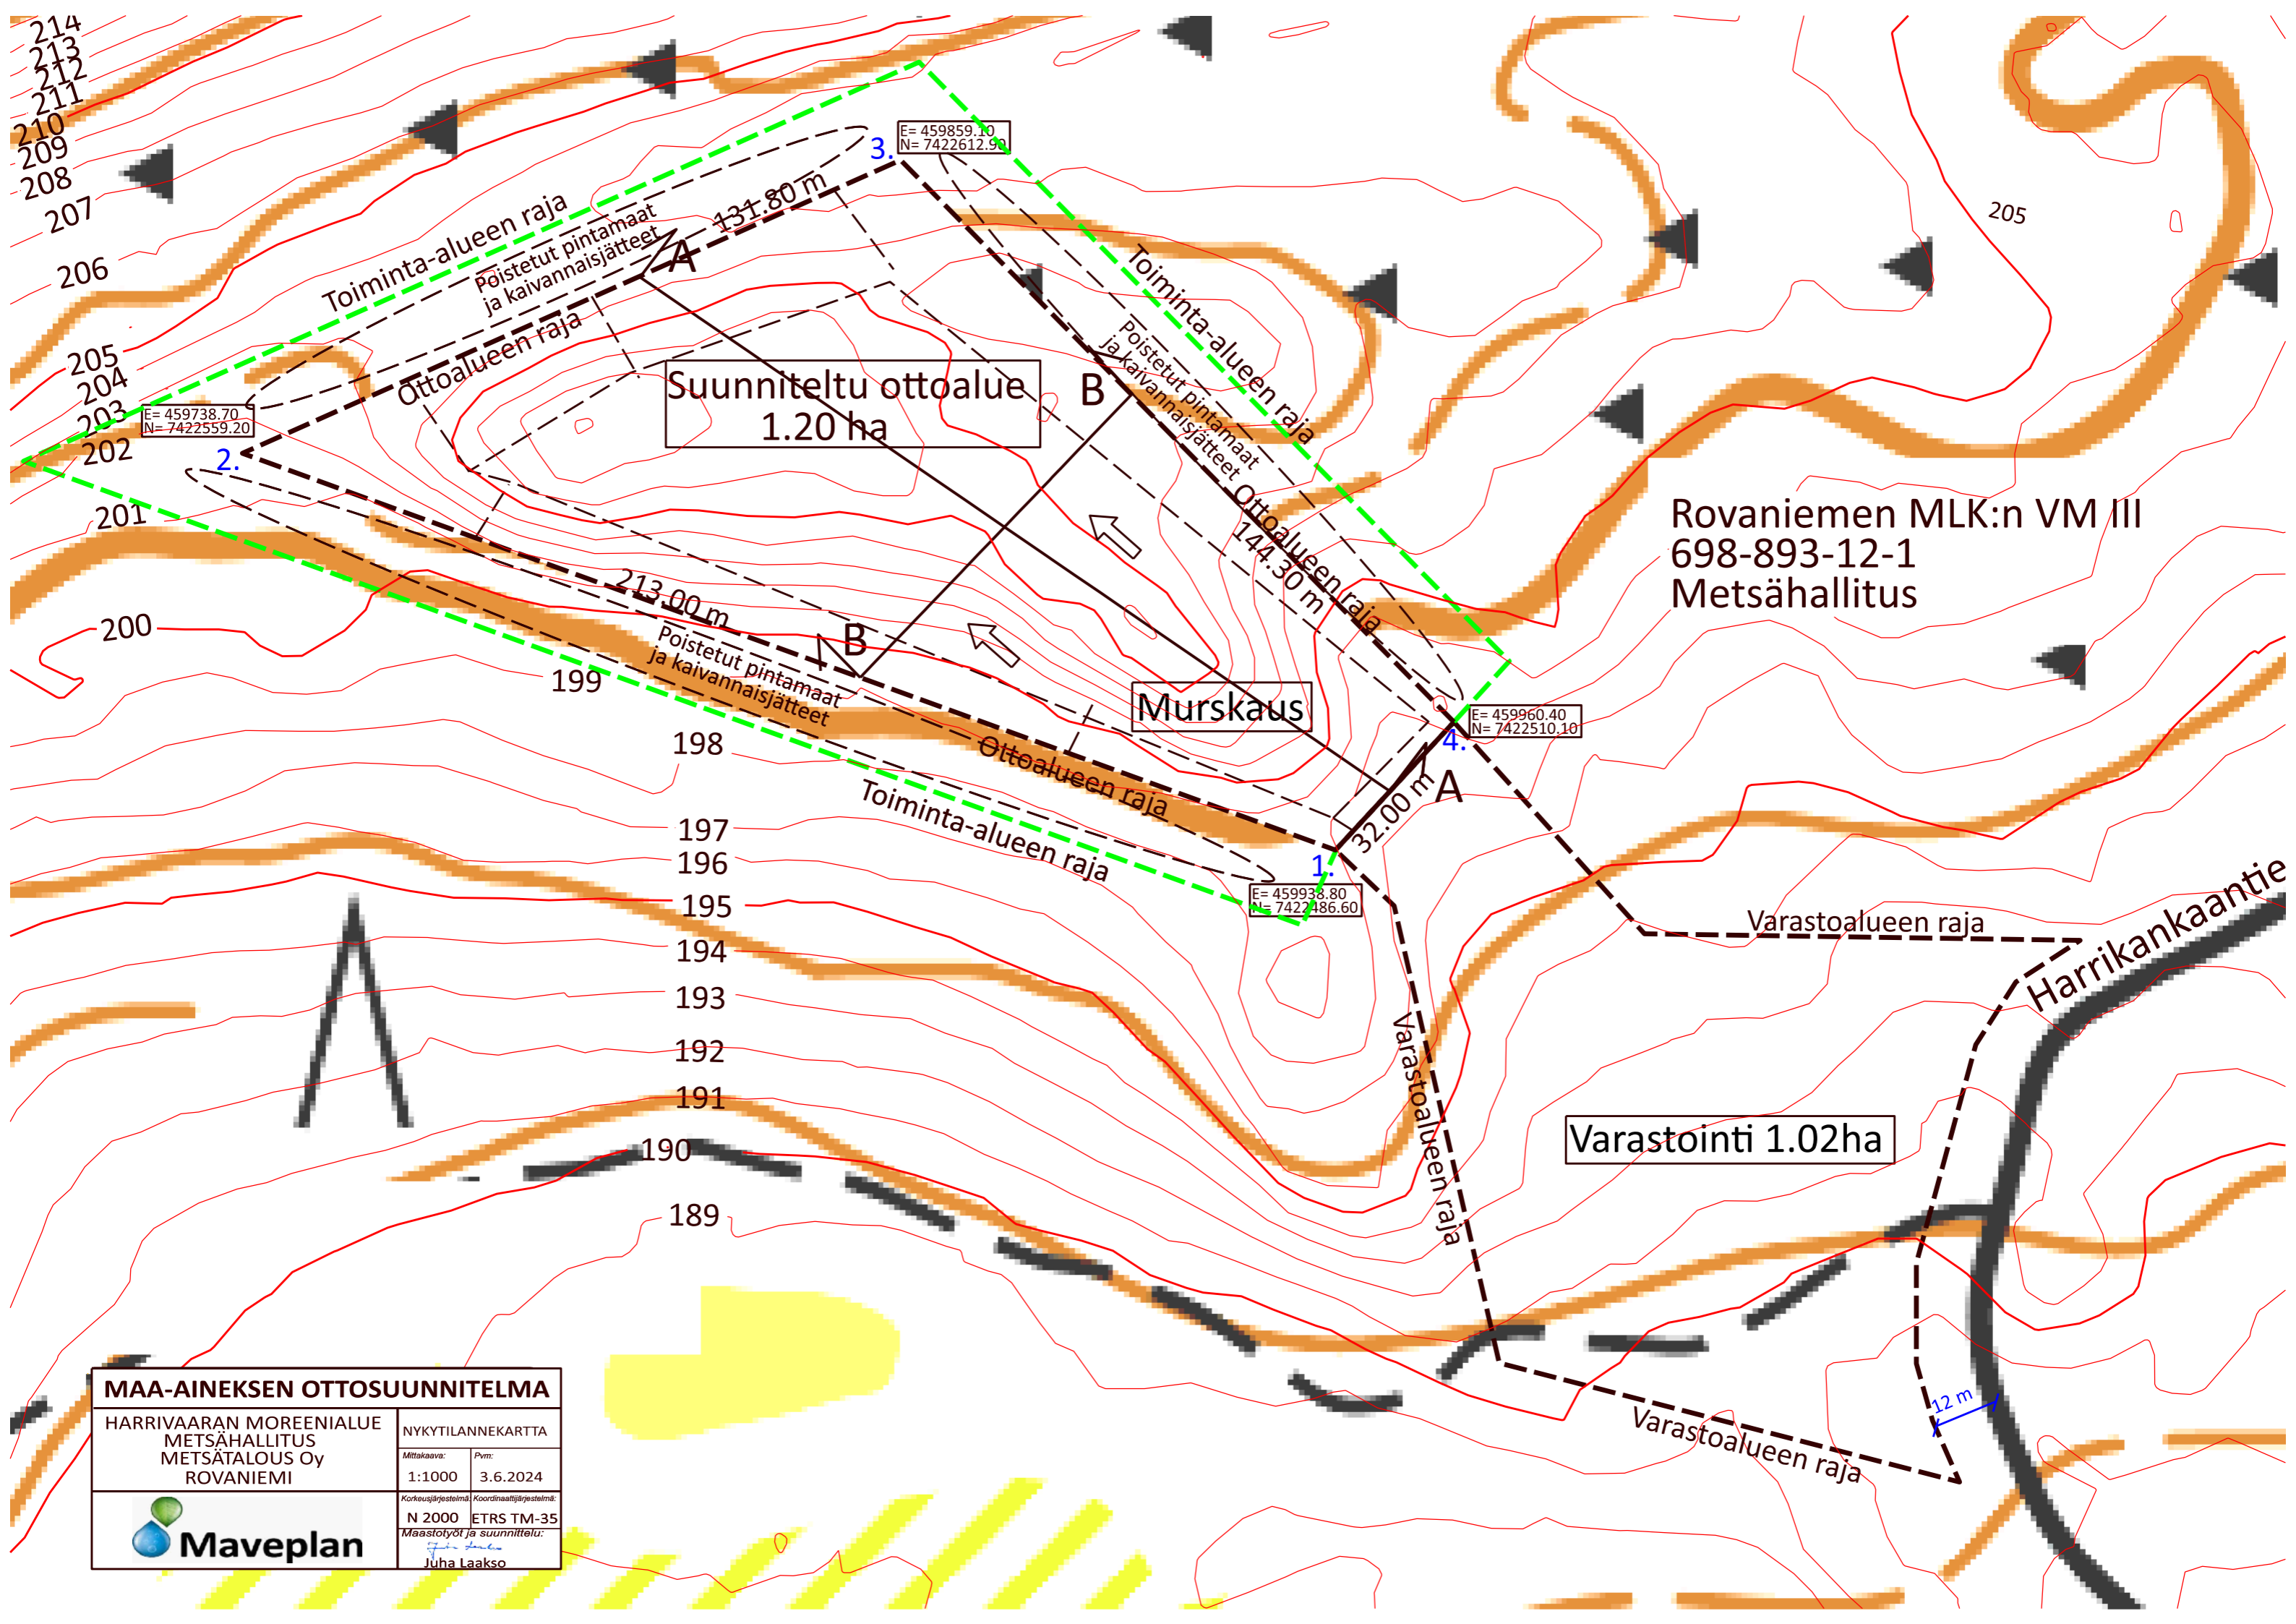 214
213
212
211
210
209
208
207
206
205
204
203
202
201
200
199
198
197
196
195
194
193
192
191
190
189
205
3.
E= 459859.10
N= 7422612.90
131.80 m
A
Toiminta-alueen raja
Poistetut pintamaat
ja kaivannaisjätteet
Ottoalueen raja
E= 459738.70
N= 7422559.20
2.
Suunniteltu ottoalue
1.20 ha
B
Toiminta-alueen raja
Poistetut pintamaat
ja kaivannaisjätteet
Ottoalueen raja
144.30 m
Rovaniemen MLK:n VM III
698-893-12-1
Metsähallitus
213.00 m
B
Poistetut pintamaat
ja kaivannaisjätteet
Murskaus
E= 459960.40
N= 7422510.10
4.
A
Ottoalueen raja
32.00 m
Toiminta-alueen raja
1.
E= 459938.80
N= 7422486.60
Varastoalueen raja
Harrikankaantie
Varastoalueen raja
Varastointi 1.02ha
12 m
Varastoalueen raja
MAA-AINEKSEN OTTOSUUNNITELMA
HARRIVAARAN MOREENIALUE
METSÄHALLITUS
METSÄTALOUS Oy
ROVANIEMI
NYKYTILANNEKARTTA
Mittakaava:
Pvm:
1:1000
3.6.2024
Korkeusjärjestelmä:
Koordinaattijärjestelmä:
N 2000
ETRS TM-35
Maastotyöt ja suunnittelu:
Juha Laakso
Maveplan